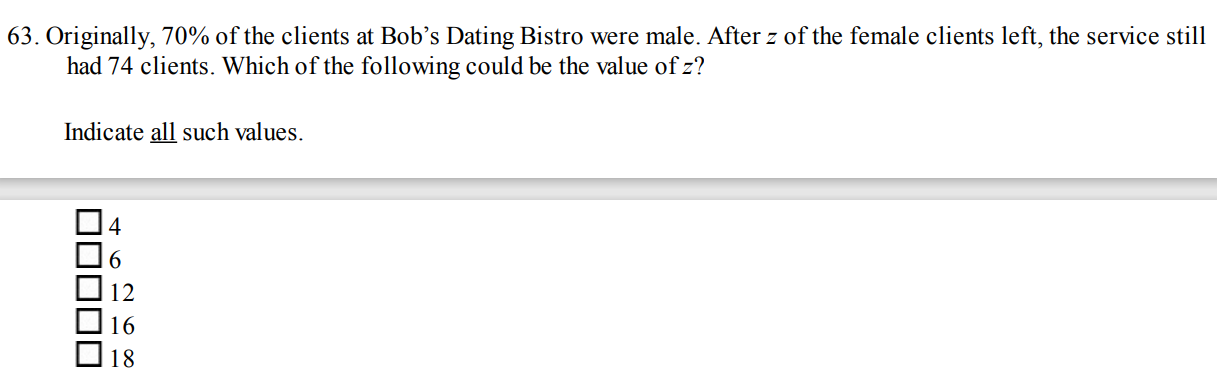 63. Originally, 70% of the clients at Bob’s Dating Bistro were male. After z of the female clients left, the service still
had 74 clients. Which of the following could be the value of z?
Indicate all such values.
4
6
12
16
18